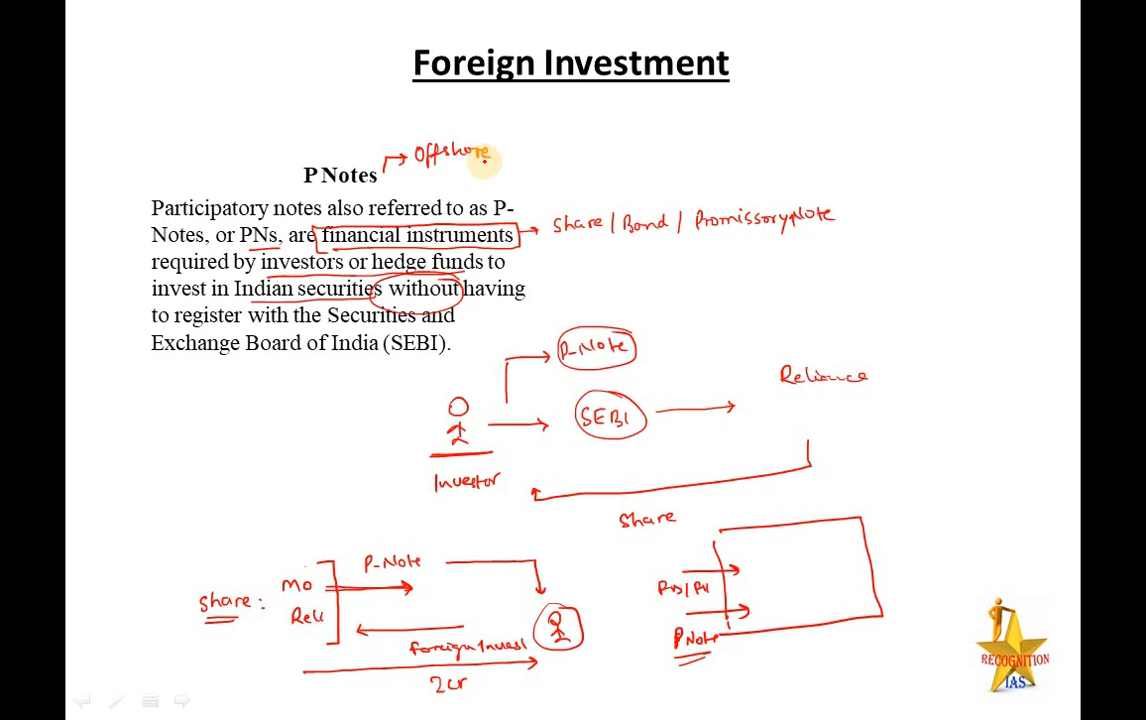 Foreign Investment
Offshore
P Notes
Participatory notes also referred to as P-
Notes, or PNs, are financial instruments
Share / Bond / Promissory Note
required by investors or hedge funds to
invest in Indian securities without having
to register with the Securities and
Exchange Board of India (SEBI).
P-Note
Reliance
SEBI
Investor
Share
P-Note
Share : Mo
Reli
Foreign Invest
P Note
2cr
RECOGNITION
IAS